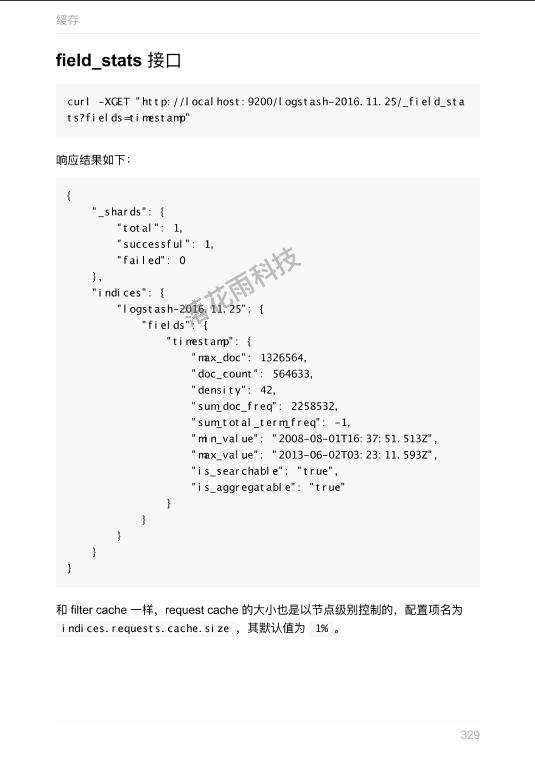 缓存
field_stats 接口
curl -XGET "http://localhost:9200/logstash-2016.11.25/_field_sta
ts?fields=timestamp"
响应结果如下：
{
"_shards": {
"total": 1,
"successful": 1,
"failed": 0
},
"indices": {
"logstash-2016.11.25": {
"fields": {
"timestamp": {
"max_doc": 1326564,
"doc_count": 564633,
"density": 42,
"sum_doc_freq": 2258532,
"sum_total_term_freq": -1,
"min_value": "2008-08-01T16:37:51.513Z",
"max_value": "2013-06-02T03:23:11.593Z",
"is_searchable": "true",
"is_aggregatable": "true"
}
}
}
}
}
落花雨科技
和 filter cache 一样，request cache 的大小也是以节点级别控制的，配置项名为
indices.requests.cache.size ，其默认值为 1% 。
329